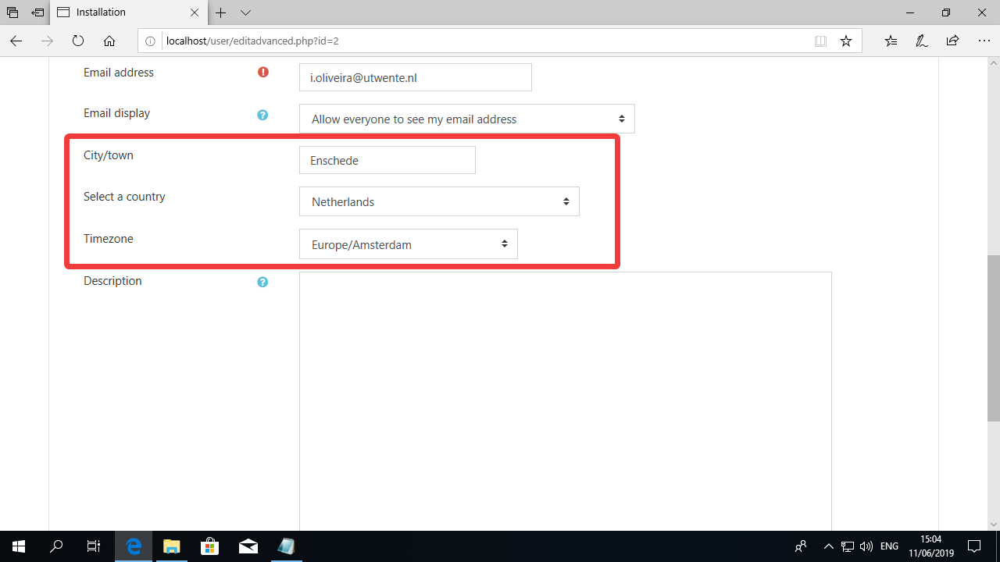 Installation
localhost/user/editadvanced.php?id=2
Email address
i.oliveira@utwente.nl
Email display
Allow everyone to see my email address
City/town
Enschede
Select a country
Netherlands
Timezone
Europe/Amsterdam
Description
ENG
15:04
11/06/2019